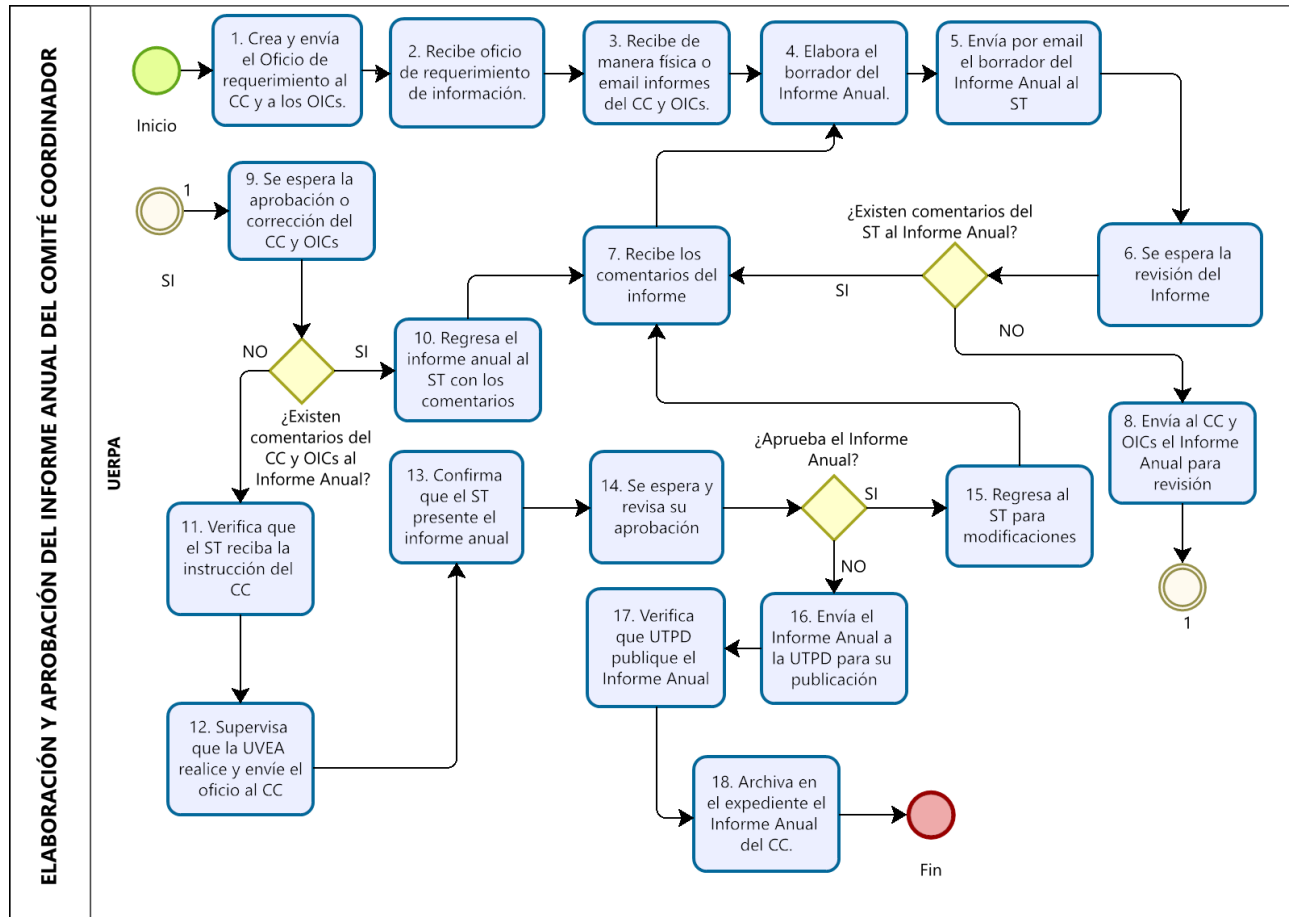 ELABORACIÓN Y APROBACIÓN DEL INFORME ANUAL DEL COMITÉ COORDINADOR
UERPA
Inicio
1. Crea y envía
el Oficio de
requerimiento al
CC y a los OICs.
2. Recibe oficio
de requerimiento
de información.
3. Recibe de
manera física o
email informes
del CC y OICs.
4. Elabora el
borrador del
Informe Anual.
5. Envía por email
el borrador del
Informe Anual al
ST
1
SI
9. Se espera la
aprobación o
corrección del
CC y OICs
7. Recibe los
comentarios del
informe
¿Existen comentarios del
ST al Informe Anual?
SI
NO
6. Se espera la
revisión del
Informe
NO
SI
¿Existen
comentarios del
CC y OICs al
Informe Anual?
10. Regresa el
informe anual al
ST con los
comentarios
8. Envía al CC y
OICs el Informe
Anual para
revisión
1
11. Verifica que
el ST reciba la
instrucción del
CC
12. Supervisa
que la UVEA
realice y envíe el
oficio al CC
13. Confirma
que el ST
presente el
informe anual
14. Se espera y
revisa su
aprobación
¿Aprueba el Informe
Anual?
SI
NO
15. Regresa al
ST para
modificaciones
16. Envía el
Informe Anual a
la UTPD para su
publicación
17. Verifica
que UTPD
publique el
Informe Anual
18. Archiva en
el expediente el
Informe Anual
del CC.
Fin